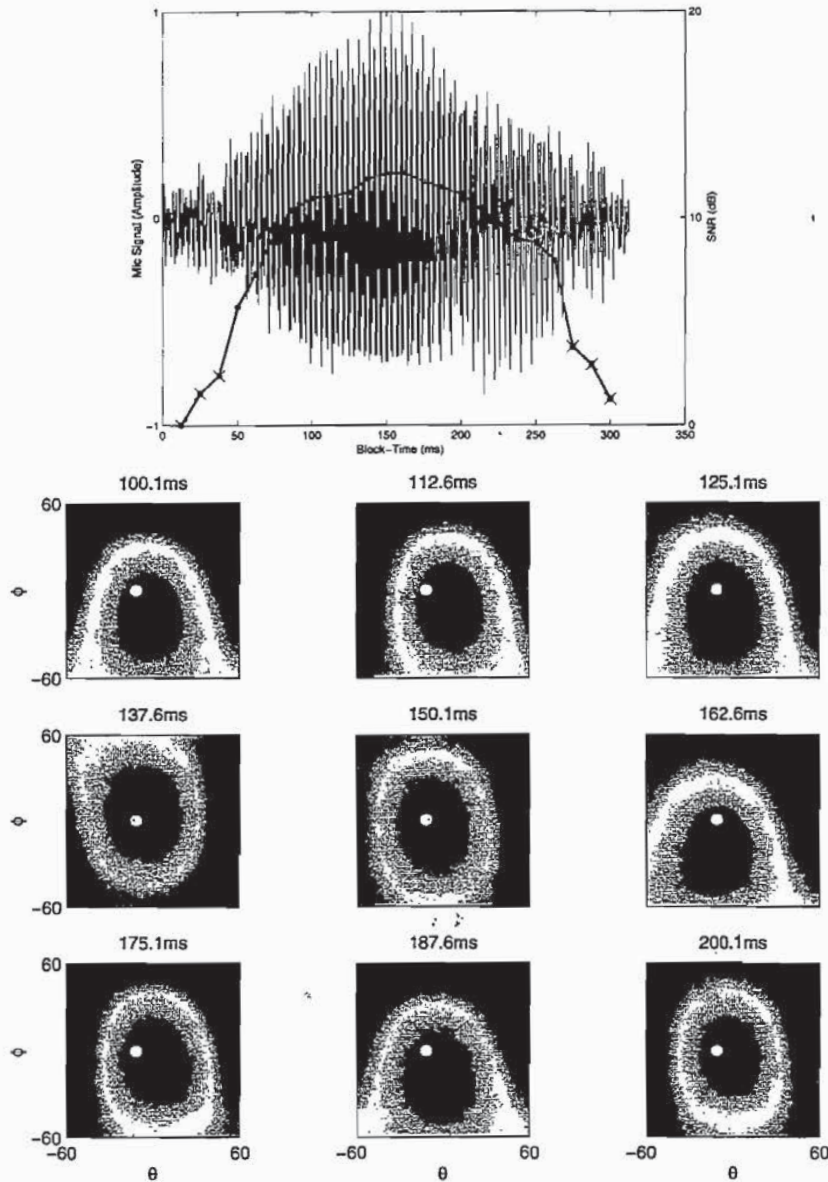 1
20
Mic Signal (Amplitude)
0
10
SNR (dB)
-1
0
0
50
100
150
200
250
300
350
Block-Time (ms)
100.1ms
112.6ms
125.1ms
60
ϕ
-60
137.6ms
150.1ms
162.6ms
60
ϕ
-60
175.1ms
187.6ms
200.1ms
60
ϕ
-60
-60
θ
60
-60
θ
60
-60
θ
60